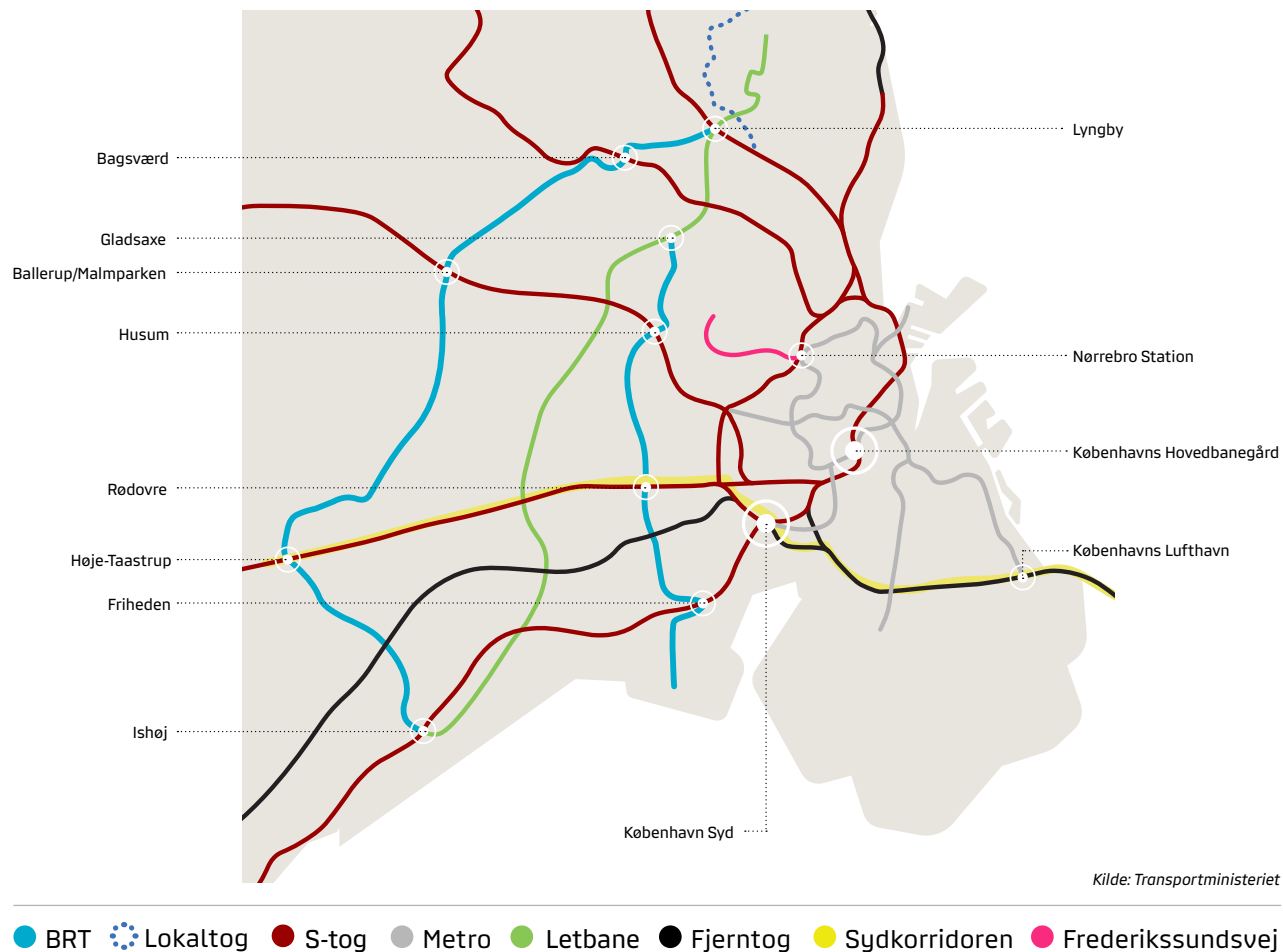 Lyngby
Bagsværd
Gladsaxe
Ballerup/Malmparken
Husum
Nørrebro Station
Københavns Hovedbanegård
Rødovre
Københavns Lufthavn
Høje-Taastrup
Friheden
Ishøj
København Syd
Kilde: Transportministeriet
BRT Lokaltog S-tog Metro Letbane Fjerntog Sydkorridoren Frederikssundsvej